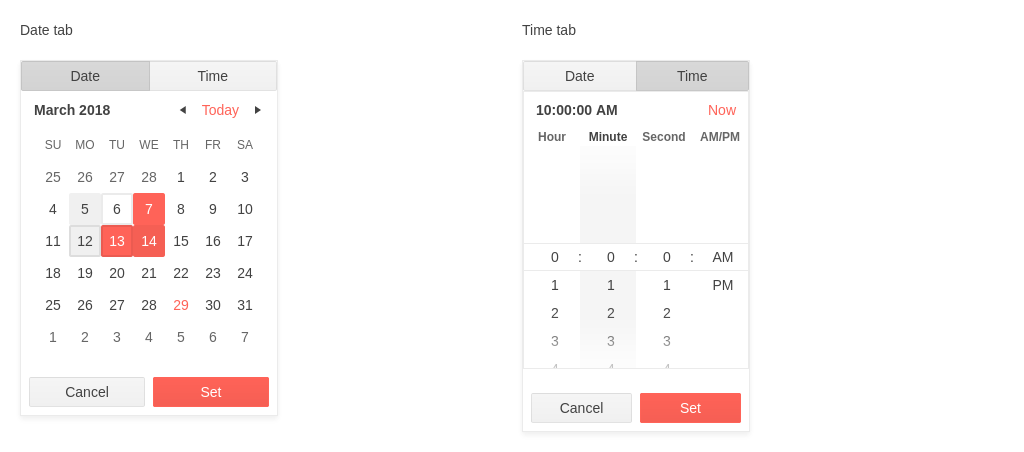 Date tab
Date Time
March 2018 ◄ Today ►
SU MO TU WE TH FR SA
25 26 27 28 1 2 3
4 5 6 7 8 9 10
11 12 13 14 15 16 17
18 19 20 21 22 23 24
25 26 27 28 29 30 31
1 2 3 4 5 6 7
Cancel Set
Time tab
Date Time
10:00:00 AM Now
Hour Minute Second AM/PM
0 : 0 : 0 : AM
1 1 1 PM
2 2 2
3 3 3
4 4 4
Cancel Set